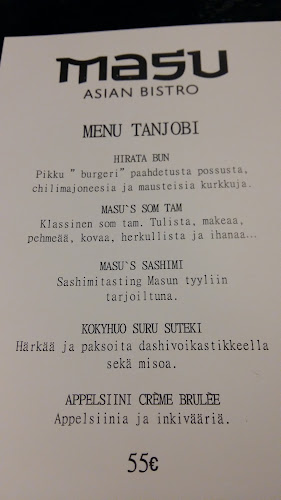 masu
ASIAN BISTRO
MENU TANJOBI
HIRATA BUN
Pikku ” burgeri” paahdetusta possusta,
chilimajoneesia ja mausteisia kurkkuja.
MASU`S SOM TAM
Klassinen som tam. Tulista, makeaa,
pehmeää, kovaa, herkullista ja ihanaa...
MASU`S SASHIMI
Sashimitasting Masun tyyliin
tarjoiltuna.
KOKYHUO SURU SUTEKI
Härkää ja paksoita dashivoikastikkeella
sekä misoa.
APPELSIINI CRÈME BRULÈE
Appelsiinia ja inkivääriä.
55€